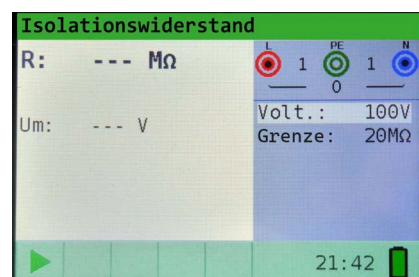 Isolationswiderstand
R: --- MΩ
L PE N
1 1
0
Um: --- V
Volt.: 100V
Grenze: 20MΩ
21:42